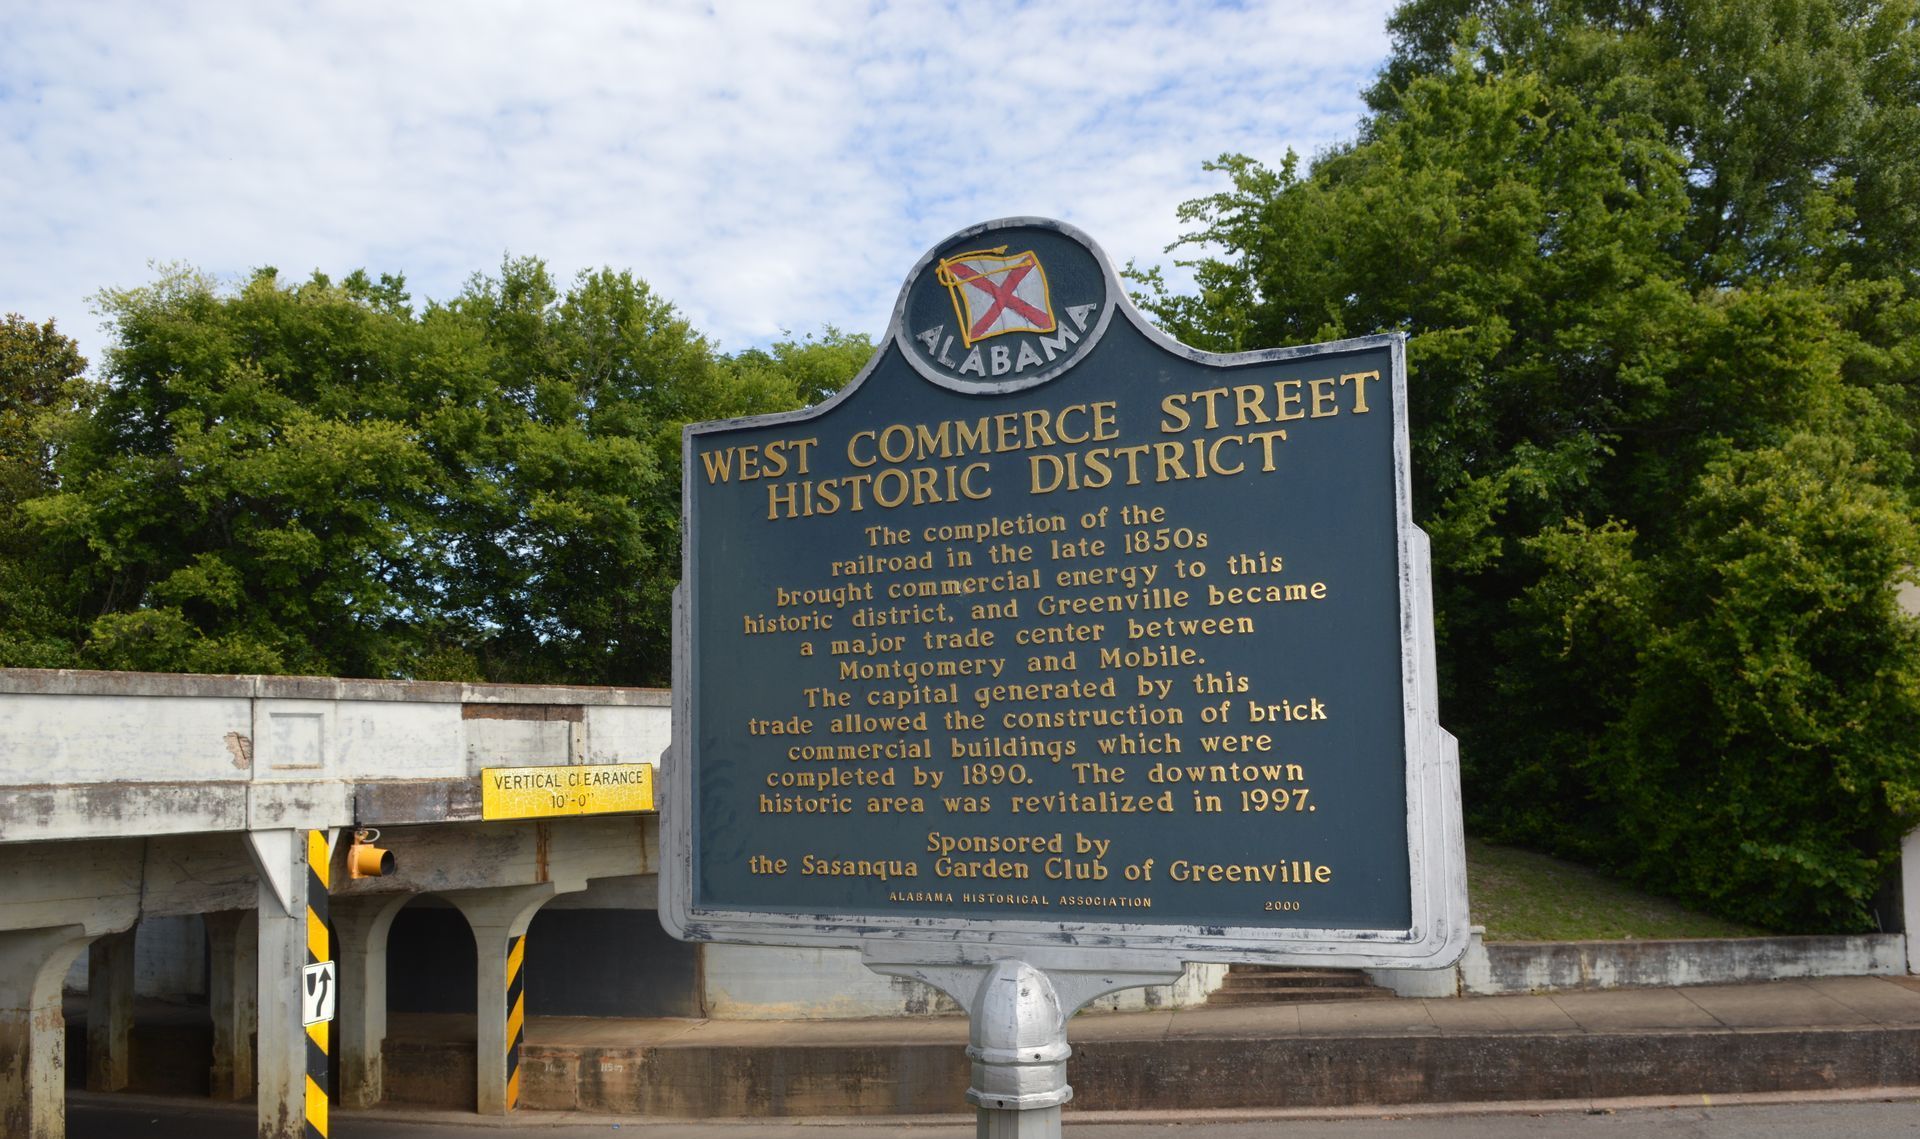 ALABAMA
WEST COMMERCE STREET
HISTORIC DISTRICT
The completion of the
railroad in the late 1850s
brought commercial energy to this
historic district, and Greenville became
a major trade center between
Montgomery and Mobile.
The capital generated by this
trade allowed the construction of brick
commercial buildings which were
completed by 1890. The downtown
historic area was revitalized in 1997.
Sponsored by
the Sasanqua Garden Club of Greenville
ALABAMA HISTORICAL ASSOCIATION 2000
VERTICAL CLEARANCE
10'-0"